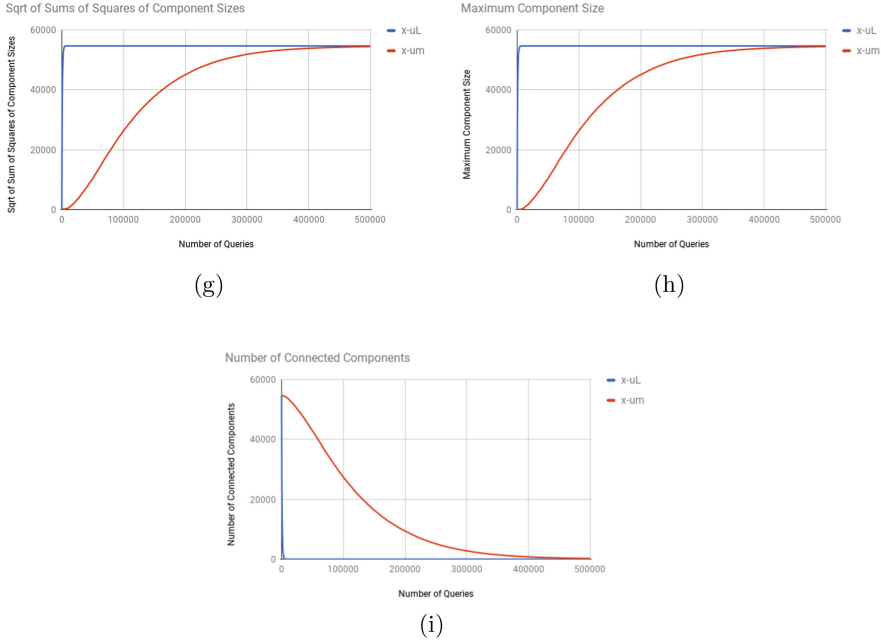 Sqrt of Sums of Squares of Component Sizes
Sqrt of Sum of Squares of Component Sizes
60000
40000
20000
0
0 100000 200000 300000 400000 500000
Number of Queries
x-uL
x-um
(g)
Maximum Component Size
Maximum Component Size
60000
40000
20000
0
0 100000 200000 300000 400000 500000
Number of Queries
x-uL
x-um
(h)
Number of Connected Components
Number of Connected Components
60000
40000
20000
0
0 100000 200000 300000 400000 500000
Number of Queries
x-uL
x-um
(i)